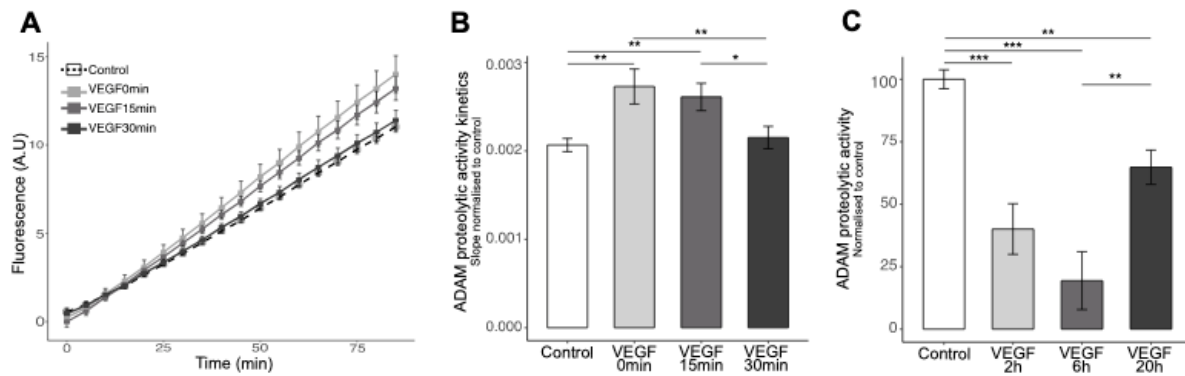 A
Fluorescence (A.U)
15
10
5
0
Control
VEGF0min
VEGF15min
VEGF30min
0
25
50
75
Time (min)
B
ADAM proteolytic activity kinetics
Slope normalised to control
0.003
0.002
0.001
0.000
**
**
**
*
Control
VEGF
0min
VEGF
15min
VEGF
30min
C
ADAM proteolytic activity
Normalised to control
100
75
50
25
0
**
***
***
**
Control
VEGF
2h
VEGF
6h
VEGF
20h